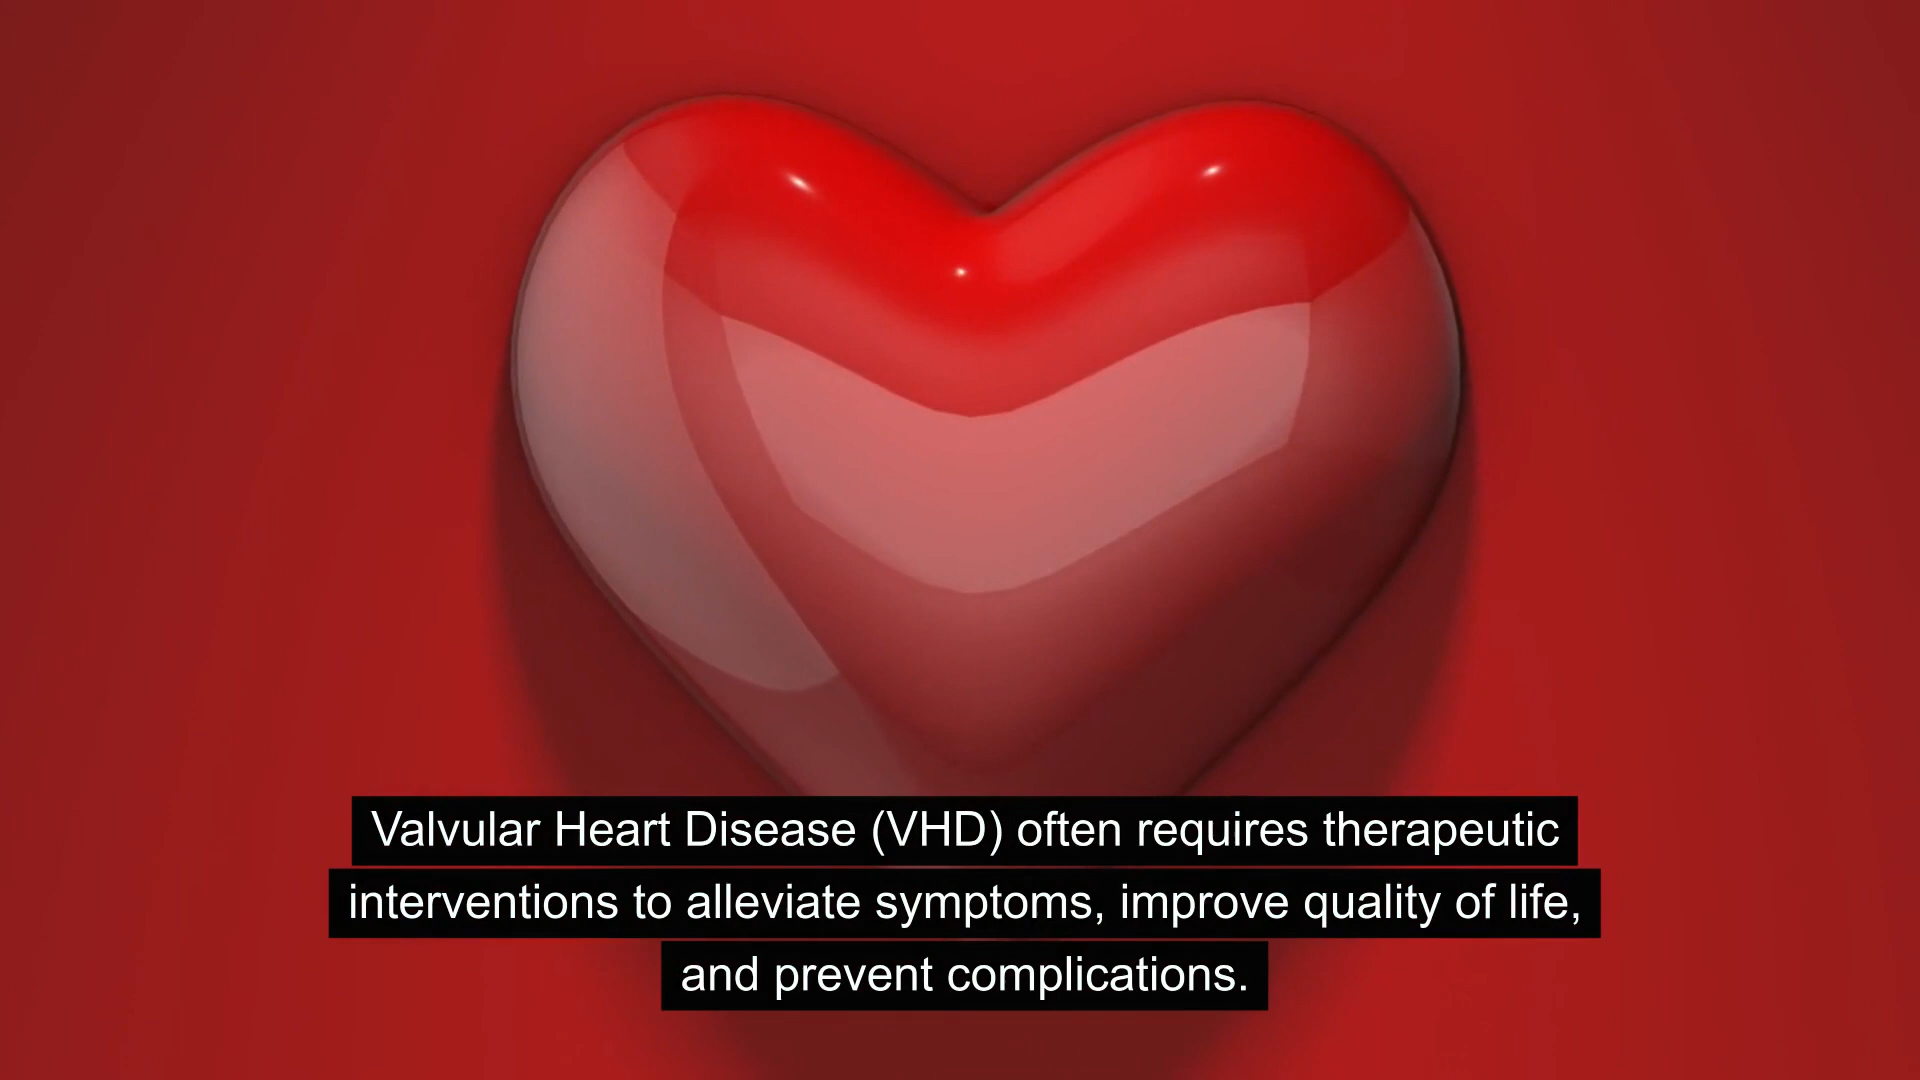 Valvular Heart Disease (VHD) often requires therapeutic
interventions to alleviate symptoms, improve quality of life,
and prevent complications.